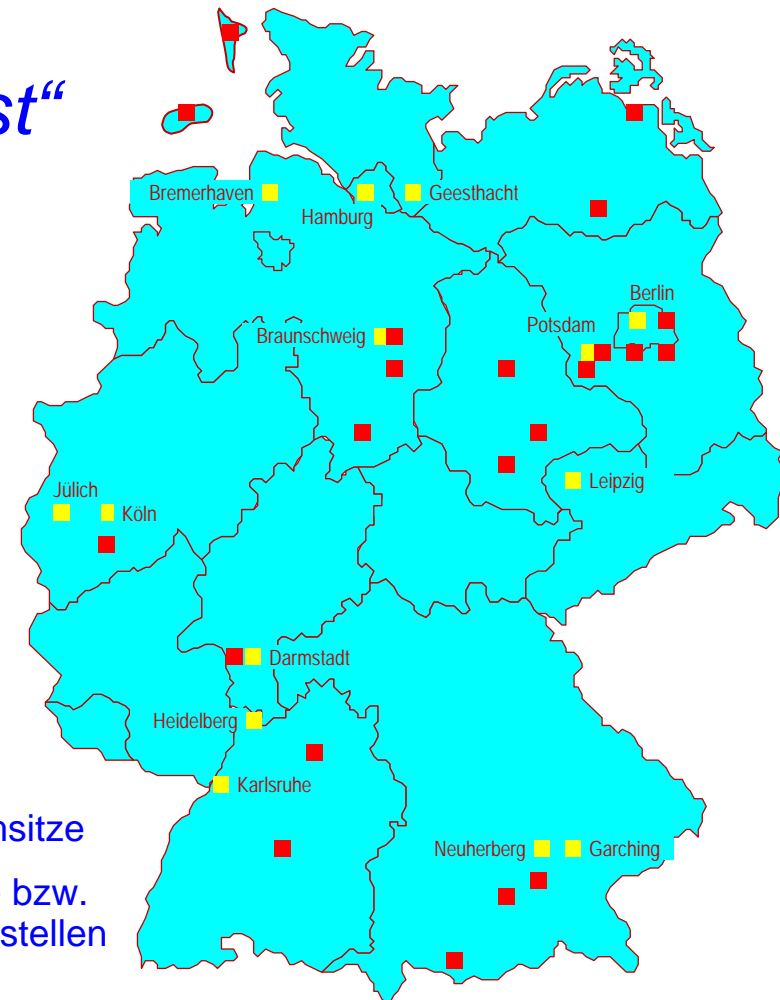 st“
Bremerhaven
Geesthacht
Hamburg
Berlin
Potsdam
Braunschweig
Leipzig
Jülich
Köln
Darmstadt
Heidelberg
Karlsruhe
nsitze
Neuherberg
Garching
bzw.
stellen